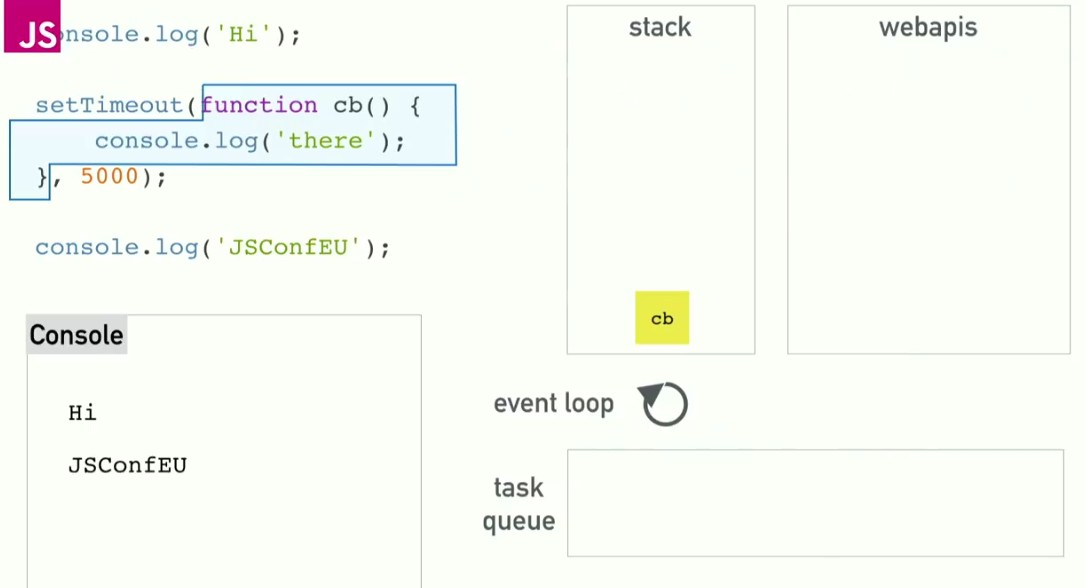 JS
nsole.log('Hi');
setTimeout(function cb() {
console.log('there');
}, 5000);
console.log('JSConfEU');
Console
Hi
JSConfEU
stack
webapis
cb
event loop
task
queue